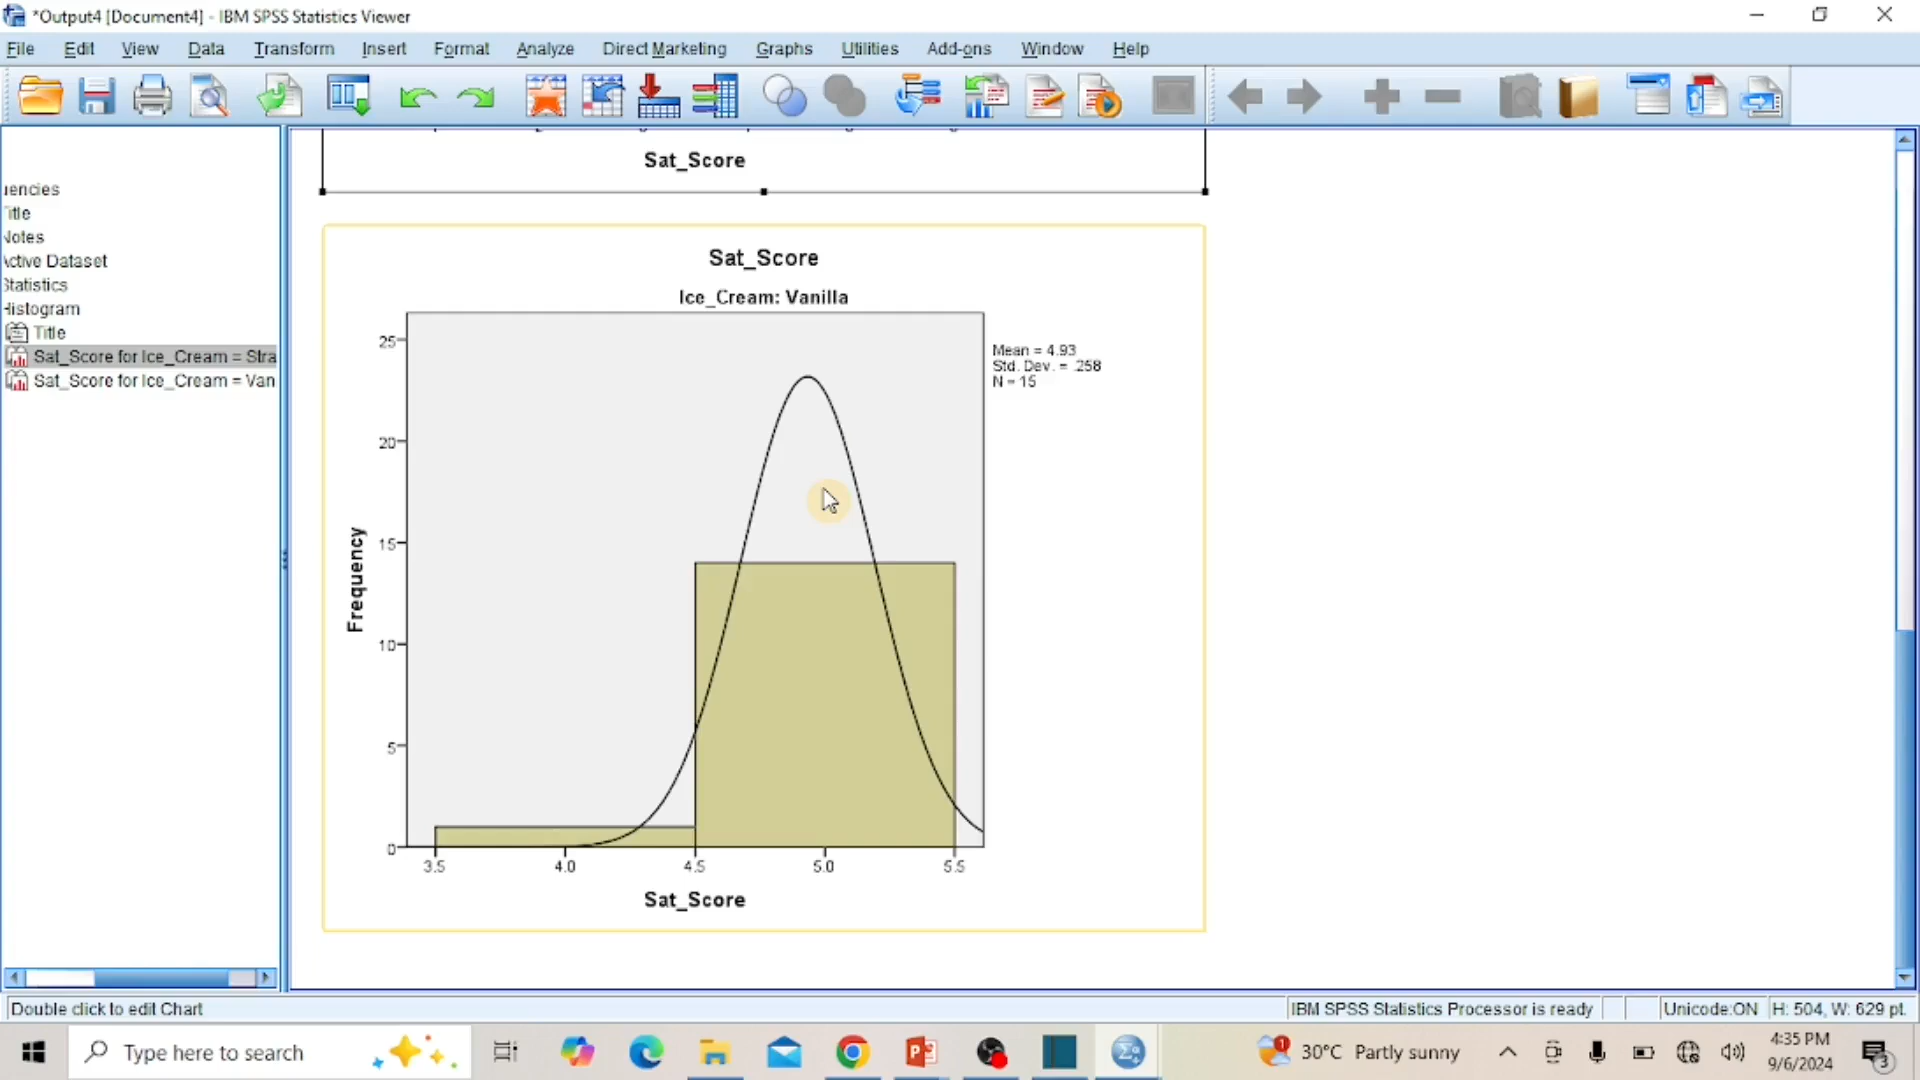 *Output4 [Document4] - IBM SPSS Statistics Viewer
File Edit View Data Transform Insert Format Analyze Direct Marketing Graphs Utilities Add-ons Window Help
Sat_Score
iencies
Title
Notes
Active Dataset
Statistics
Histogram
Title
Sat_Score for Ice_Cream = Stra
Sat_Score for Ice_Cream = Van
Sat_Score
Ice_Cream: Vanilla
Mean = 4.93
Std. Dev. = .258
N = 15
Frequency
25
20
15
10
5
0
3.5 4.0 4.5 5.0 5.5
Sat_Score
Double click to edit Chart
IBM SPSS Statistics Processor is ready
Unicode:ON
H: 504, W: 629 pt.
Type here to search
1
30°C Partly sunny
4:35 PM
9/6/2024
3